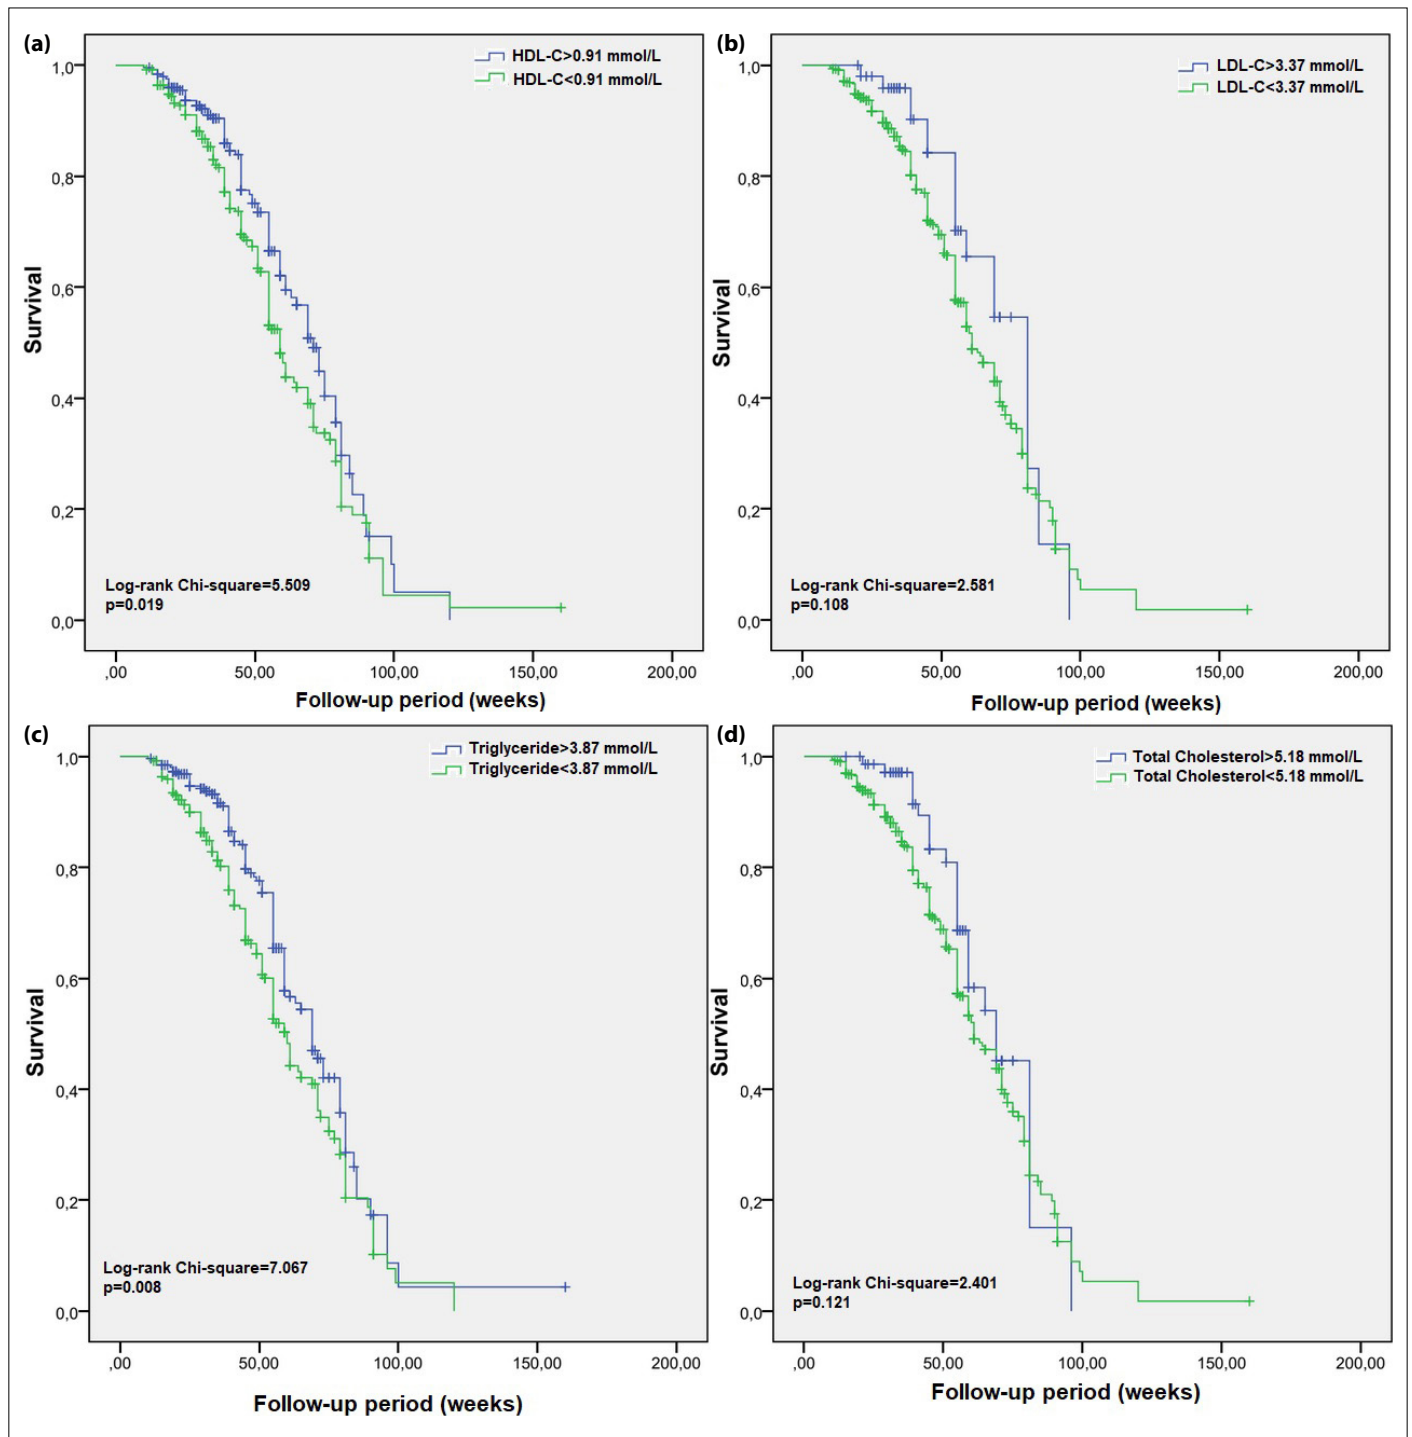 (a)
HDL-C>0.91 mmol/L
HDL-C<0.91 mmol/L
1,0
0,8
0,6
0,4
0,2
0,0
Survival
Log-rank Chi-square=5.509
p=0.019
,00
50,00
100,00
150,00
200,00
Follow-up period (weeks)
(b)
LDL-C>3.37 mmol/L
LDL-C<3.37 mmol/L
1,0
0,8
0,6
0,4
0,2
0,0
Survival
Log-rank Chi-square=2.581
p=0.108
,00
50,00
100,00
150,00
200,00
Follow-up period (weeks)
(c)
Triglyceride>3.87 mmol/L
Triglyceride<3.87 mmol/L
1,0
0,8
0,6
0,4
0,2
0,0
Survival
Log-rank Chi-square=7.067
p=0.008
,00
50,00
100,00
150,00
200,00
Follow-up period (weeks)
(d)
Total Cholesterol>5.18 mmol/L
Total Cholesterol<5.18 mmol/L
1,0
0,8
0,6
0,4
0,2
0,0
Survival
Log-rank Chi-square=2.401
p=0.121
,00
50,00
100,00
150,00
200,00
Follow-up period (weeks)